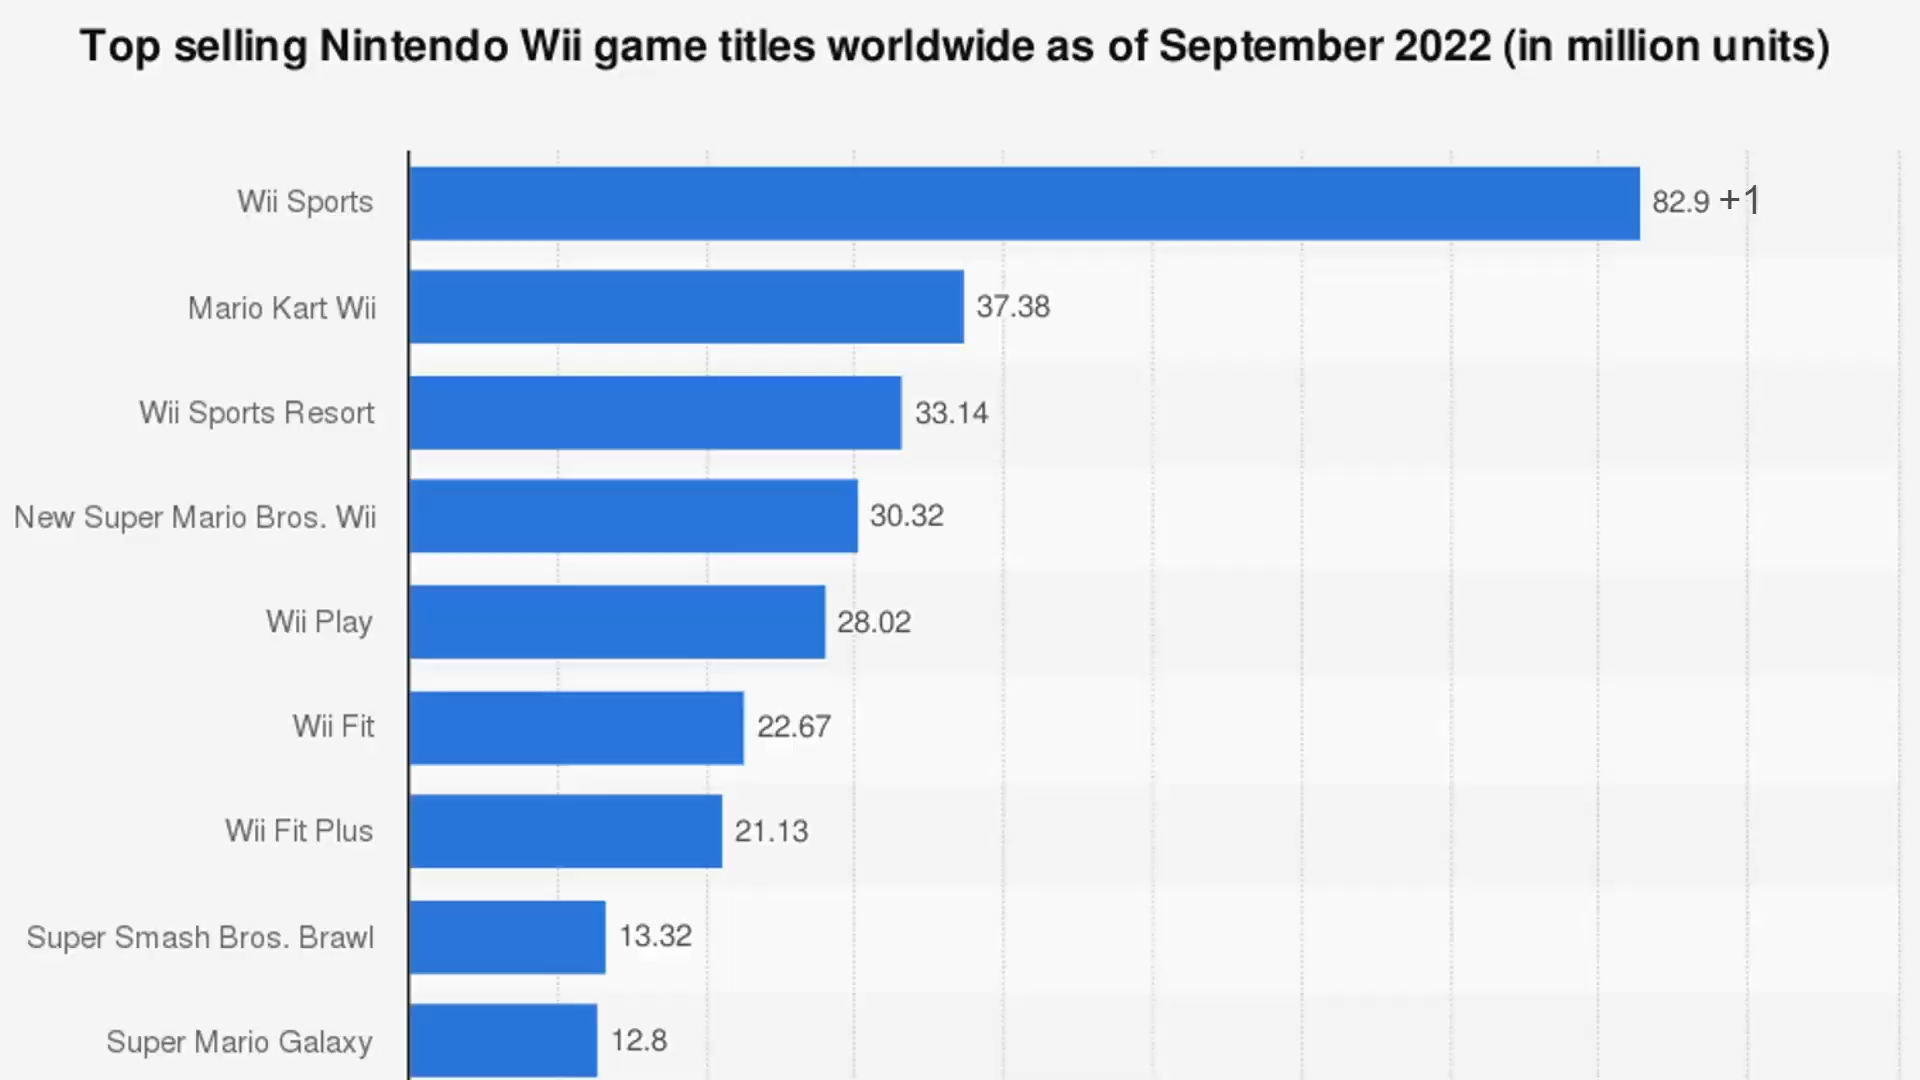 Top selling Nintendo Wii game titles worldwide as of September 2022 (in million units)
Wii Sports 82.9 +1
Mario Kart Wii 37.38
Wii Sports Resort 33.14
New Super Mario Bros. Wii 30.32
Wii Play 28.02
Wii Fit 22.67
Wii Fit Plus 21.13
Super Smash Bros. Brawl 13.32
Super Mario Galaxy 12.8